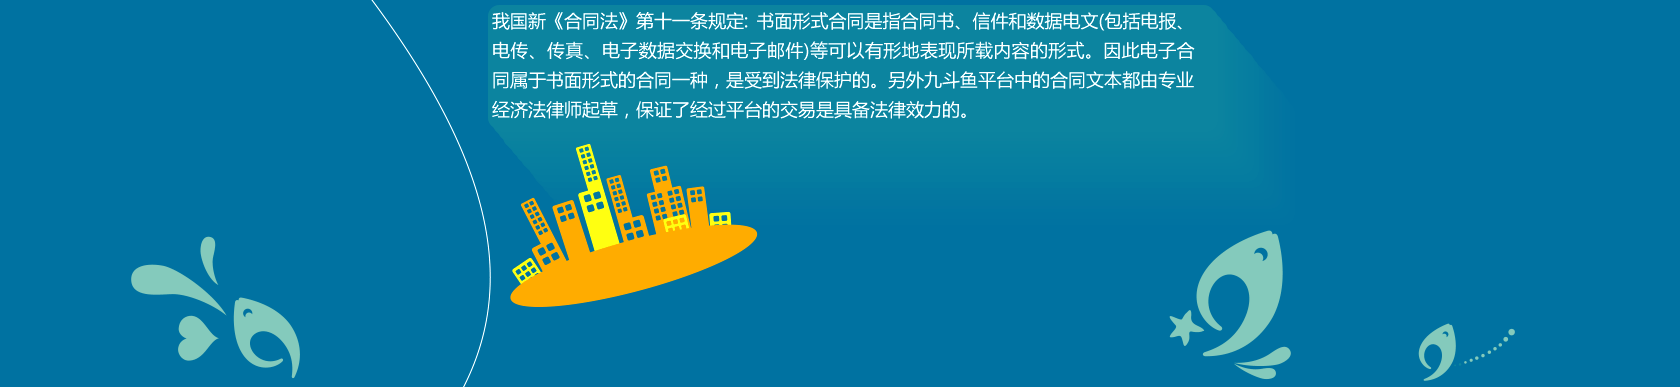 我国新《合同法》第十一条规定: 书面形式合同是指合同书、信件和数据电文(包括电报、
电传、传真、电子数据交换和电子邮件)等可以有形地表现所载内容的形式。因此电子合
同属于书面形式的合同一种，是受到法律保护的。另外九斗鱼平台中的合同文本都由专业
经济法律师起草，保证了经过平台的交易是具备法律效力的。